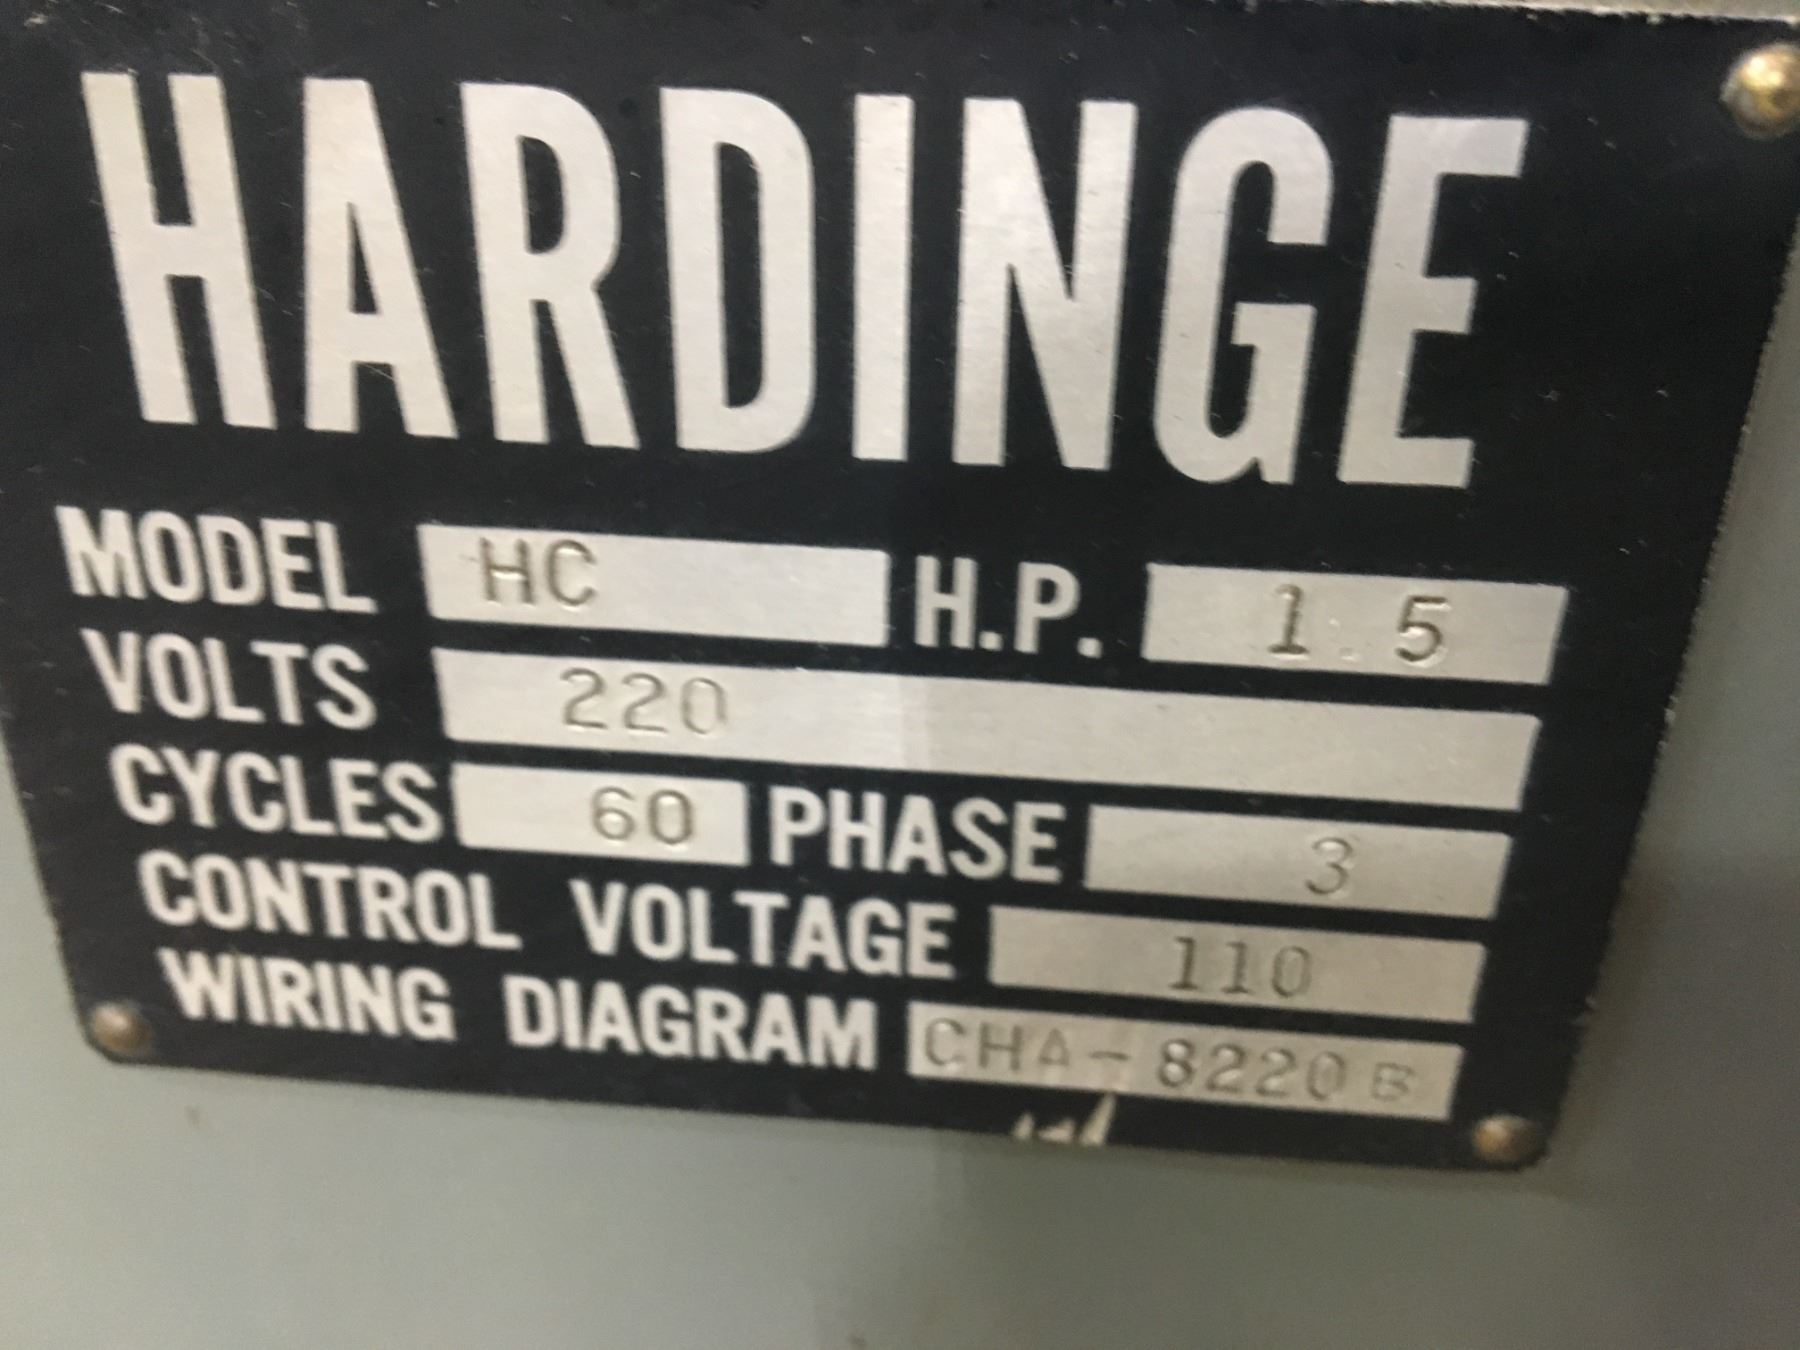 HARDINGE
MODEL HC H.P. 1.5
VOLTS 220
CYCLES 60 PHASE 3
CONTROL VOLTAGE 110
WIRING DIAGRAM CHA-8220B